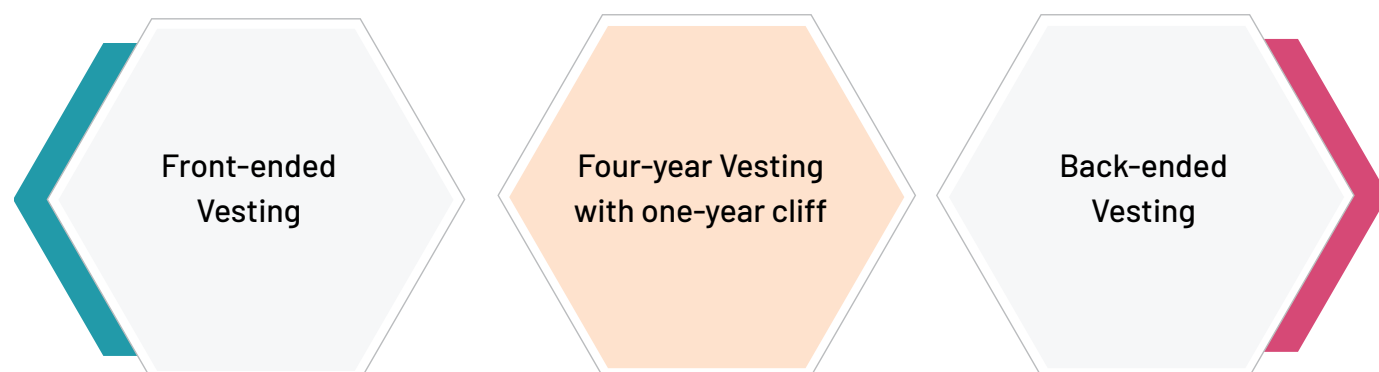 Front-ended
Vesting
Four-year Vesting
with one-year cliff
Back-ended
Vesting